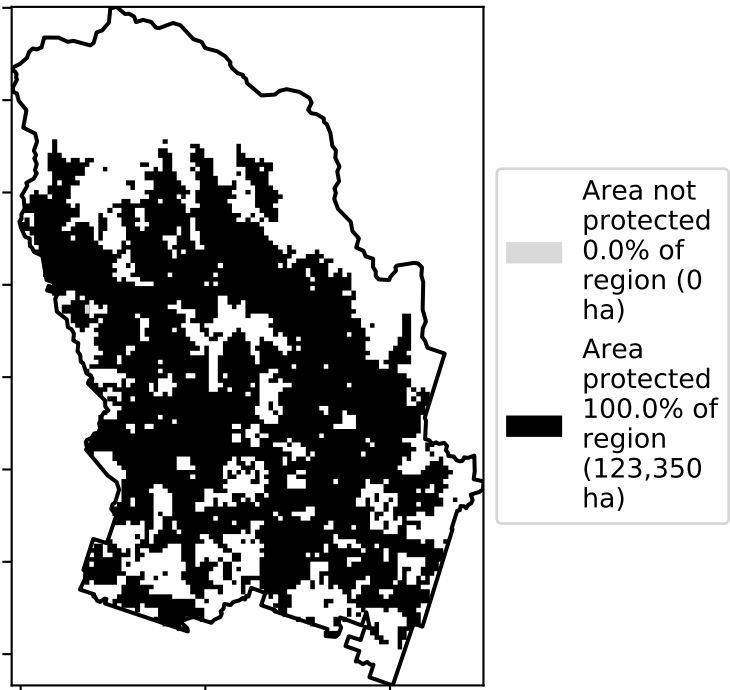 Area not
protected
0.0% of
region (0
ha)
Area
protected
100.0% of
region
(123,350
ha)